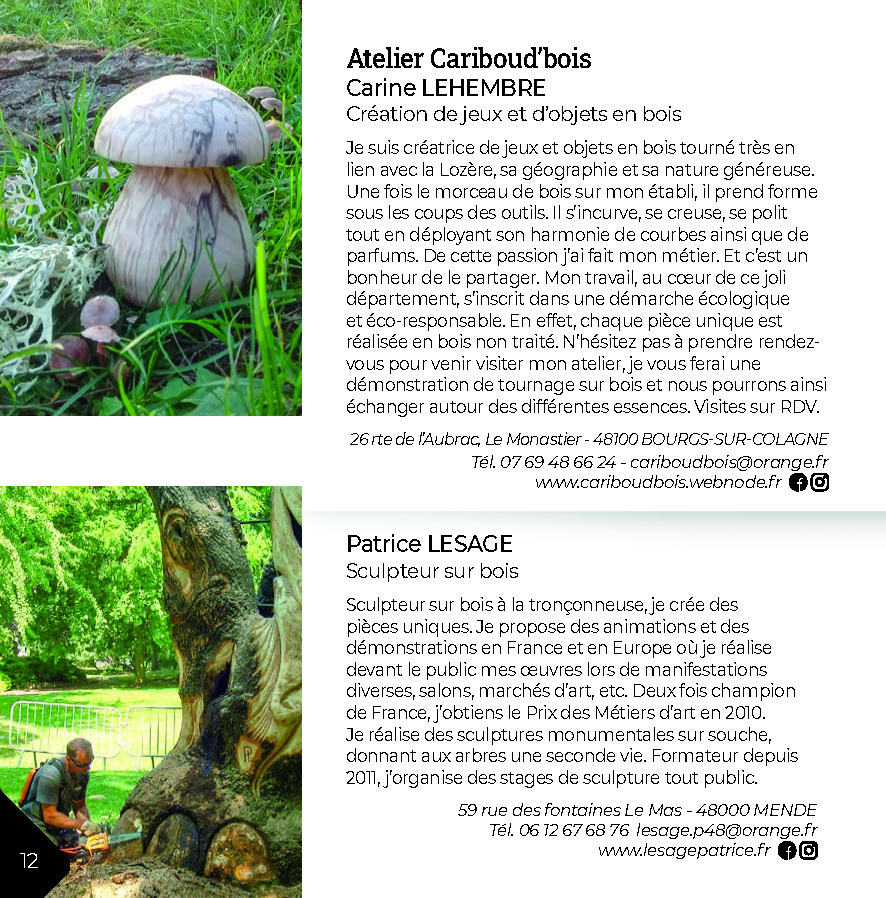 Atelier Cariboud’bois
Carine LEHEMBRE
Création de jeux et d’objets en bois
Je suis créatrice de jeux et objets en bois tourné très en
lien avec la Lozère, sa géographie et sa nature généreuse.
Une fois le morceau de bois sur mon établi, il prend forme
sous les coups des outils. Il s’incurve, se creuse, se polit
tout en déployant son harmonie de courbes ainsi que de
parfums. De cette passion j’ai fait mon métier. Et c’est un
bonheur de le partager. Mon travail, au cœur de ce joli
département, s’inscrit dans une démarche écologique
et éco-responsable. En effet, chaque pièce unique est
réalisée en bois non traité. N’hésitez pas à prendre rendez-
vous pour venir visiter mon atelier, je vous ferai une
démonstration de tournage sur bois et nous pourrons ainsi
échanger autour des différentes essences. Visites sur RDV.
26 rte de l’Aubrac, Le Monastier - 48100 BOURGS-SUR-COLAGNE
Tél. 07 69 48 66 24 - cariboudbois@orange.fr
www.cariboudbois.webnode.fr
Patrice LESAGE
Sculpteur sur bois
Sculpteur sur bois à la tronçonneuse, je crée des
pièces uniques. Je propose des animations et des
démonstrations en France et en Europe où je réalise
devant le public mes œuvres lors de manifestations
diverses, salons, marchés d’art, etc. Deux fois champion
de France, j’obtiens le Prix des Métiers d’art en 2010.
Je réalise des sculptures monumentales sur souche,
donnant aux arbres une seconde vie. Formateur depuis
2011, j’organise des stages de sculpture tout public.
59 rue des fontaines Le Mas - 48000 MENDE
Tél. 06 12 67 68 76 lesage.p48@orange.fr
www.lesagepatrice.fr
12